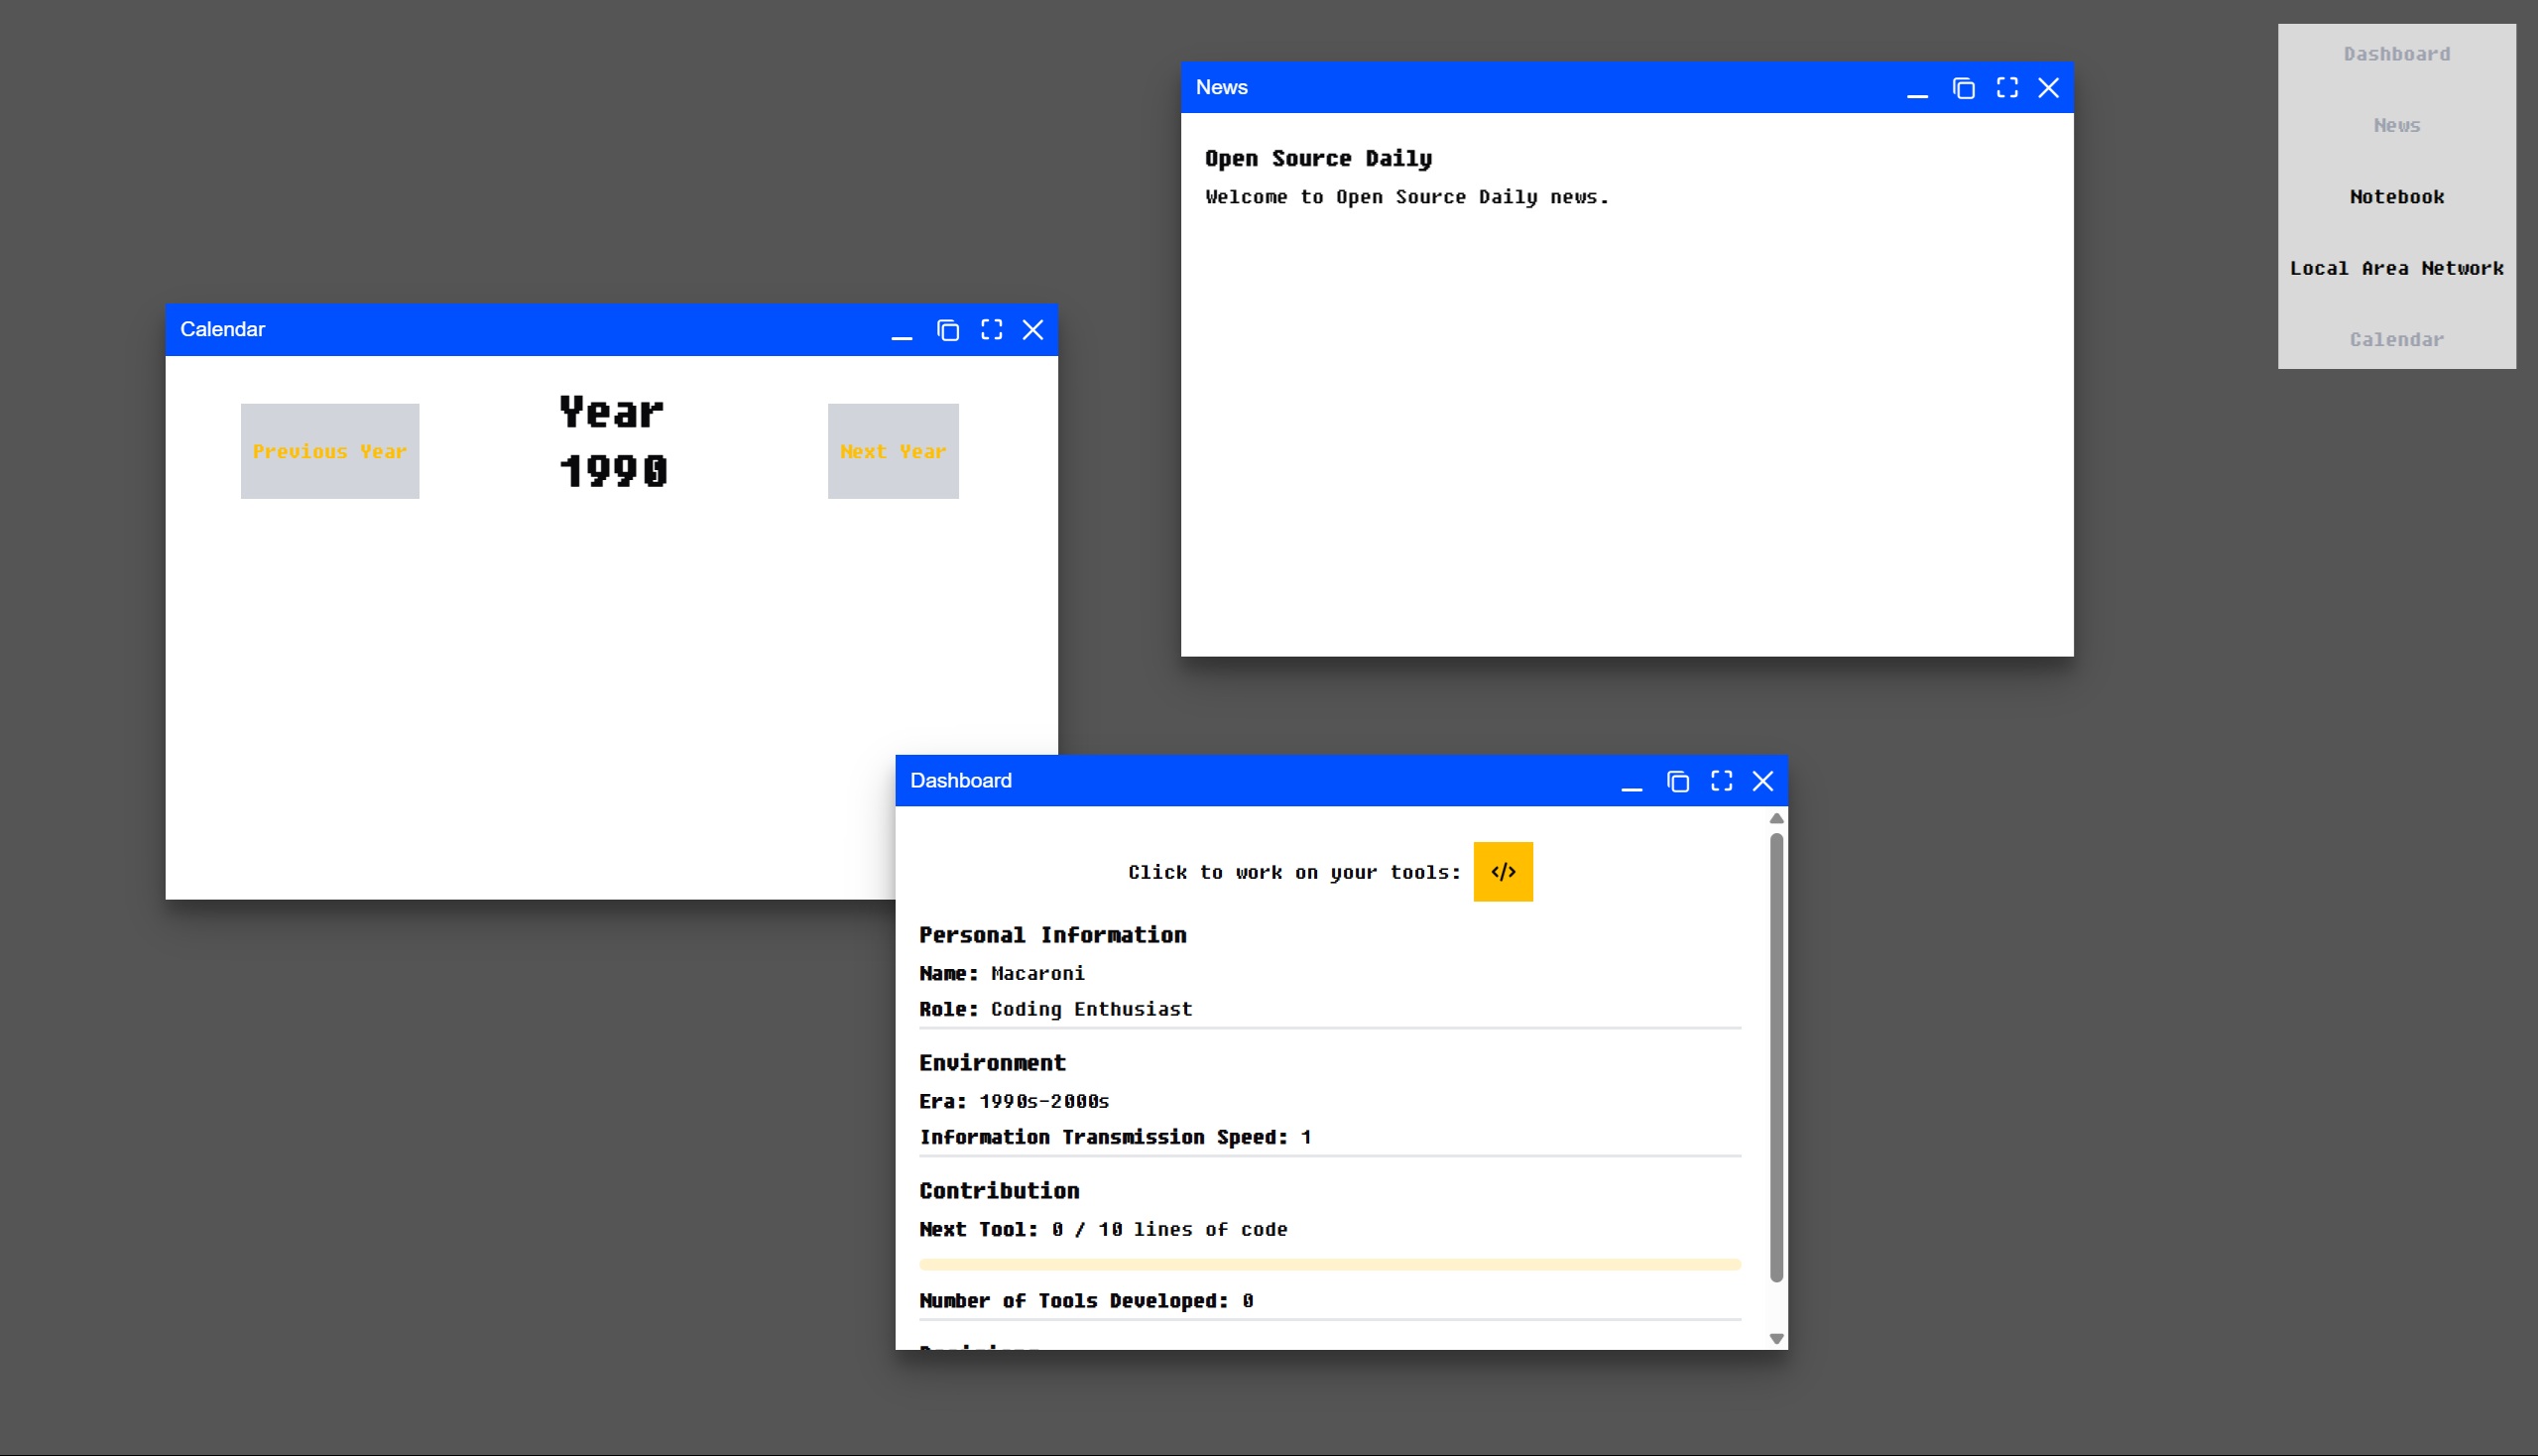 Dashboard
News
Notebook
Local Area Network
Calendar
News
Open Source Daily
Welcome to Open Source Daily news.
Calendar
Previous Year
Year
1990
Next Year
Dashboard
Click to work on your tools: </>
Personal Information
Name: Macaroni
Role: Coding Enthusiast
Environment
Era: 1990s-2000s
Information Transmission Speed: 1
Contribution
Next Tool: 0 / 10 lines of code
Number of Tools Developed: 0